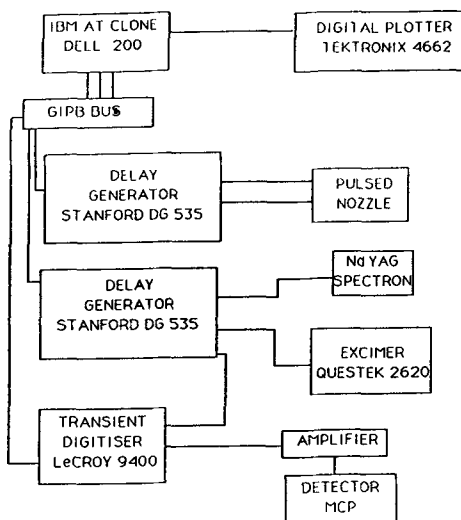 IBM AT CLONE
DELL 200
DIGITAL PLOTTER
TEKTRONIX 4662
GIPB BUS
DELAY
GENERATOR
STANFORD DG 535
PULSED
NOZZLE
DELAY
GENERATOR
STANFORD DG 535
Nd YAG
SPECTRON
EXCIMER
QUESTEK 2620
TRANSIENT
DIGITISER
LeCROY 9400
AMPLIFIER
DETECTOR
MCP